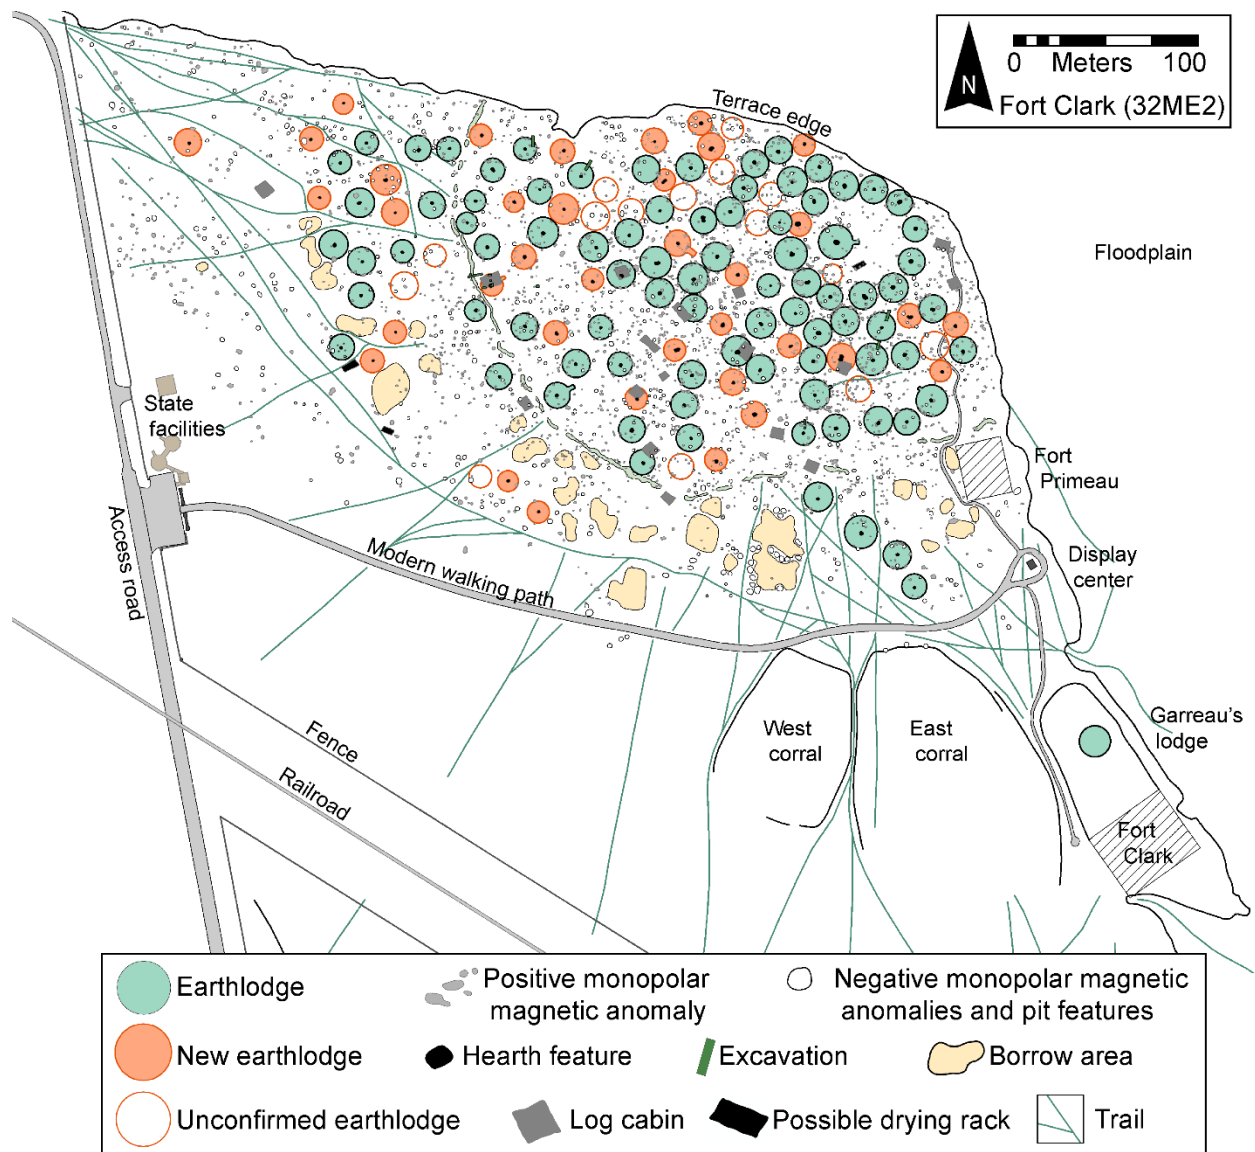 N
0 Meters 100
Fort Clark (32ME2)
Terrace edge
Floodplain
State
facilities
Fort
Primeau
Access road
Modern walking path
Display
center
West
corral
East
corral
Garreau's
lodge
Fence
Railroad
Fort
Clark
Earthlodge
Positive monopolar
magnetic anomaly
Negative monopolar magnetic
anomalies and pit features
New earthlodge
Hearth feature
Excavation
Borrow area
Unconfirmed earthlodge
Log cabin
Possible drying rack
Trail